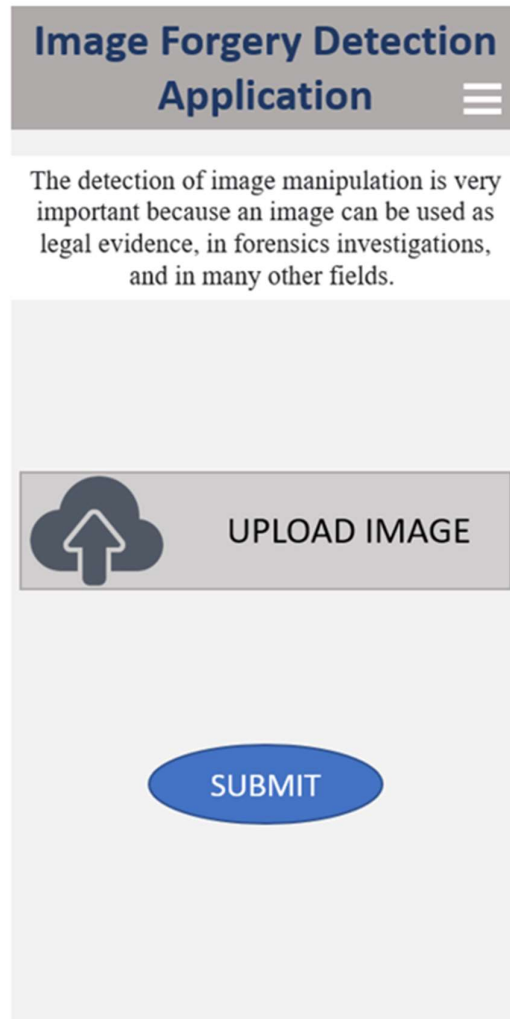 Image Forgery Detection
Application
The detection of image manipulation is very
important because an image can be used as
legal evidence, in forensics investigations,
and in many other fields.
UPLOAD IMAGE
SUBMIT